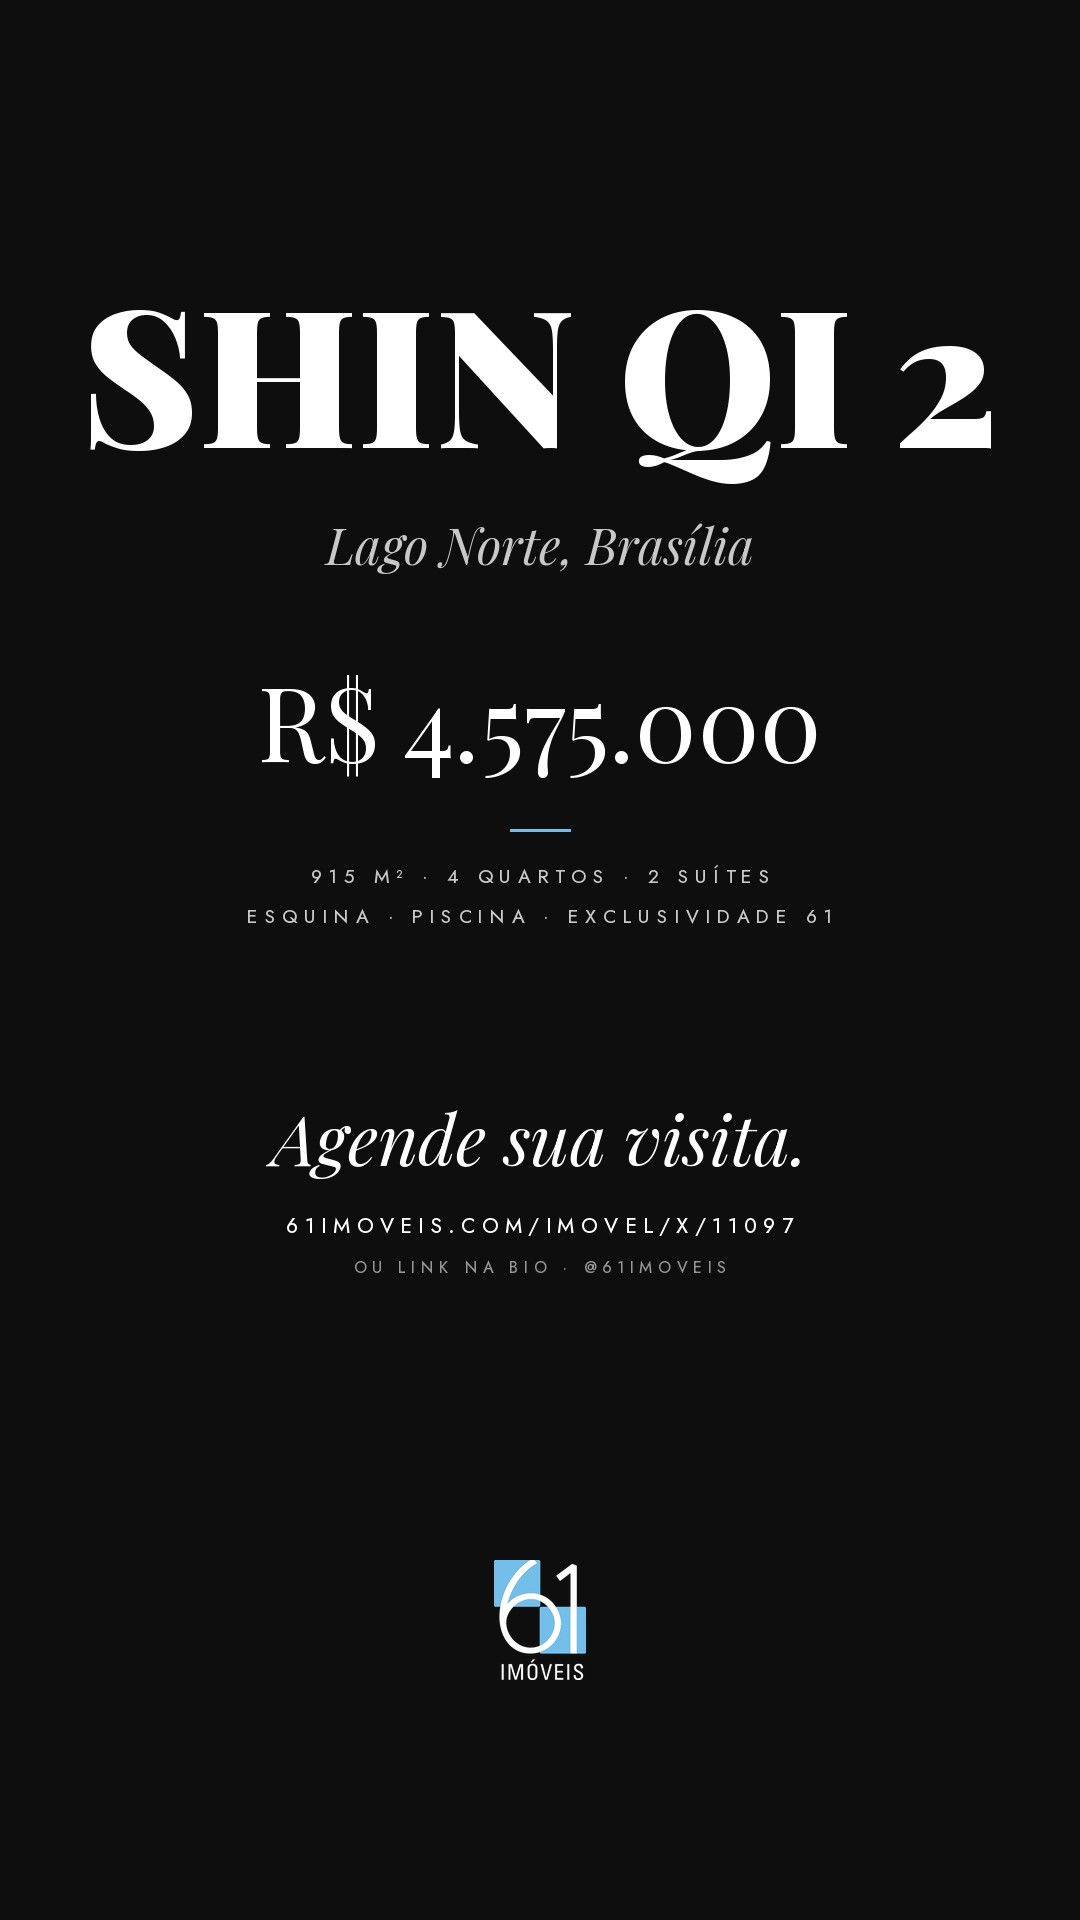 SHIN QI 2
Lago Norte, Brasília
R$ 4.575.000
915 M² · 4 QUARTOS · 2 SUÍTES
ESQUINA · PISCINA · EXCLUSIVIDADE 61
Agende sua visita.
61IMOVEIS.COM/IMOVEL/X/11097
OU LINK NA BIO · @61IMOVEIS
61
IMÓVEIS